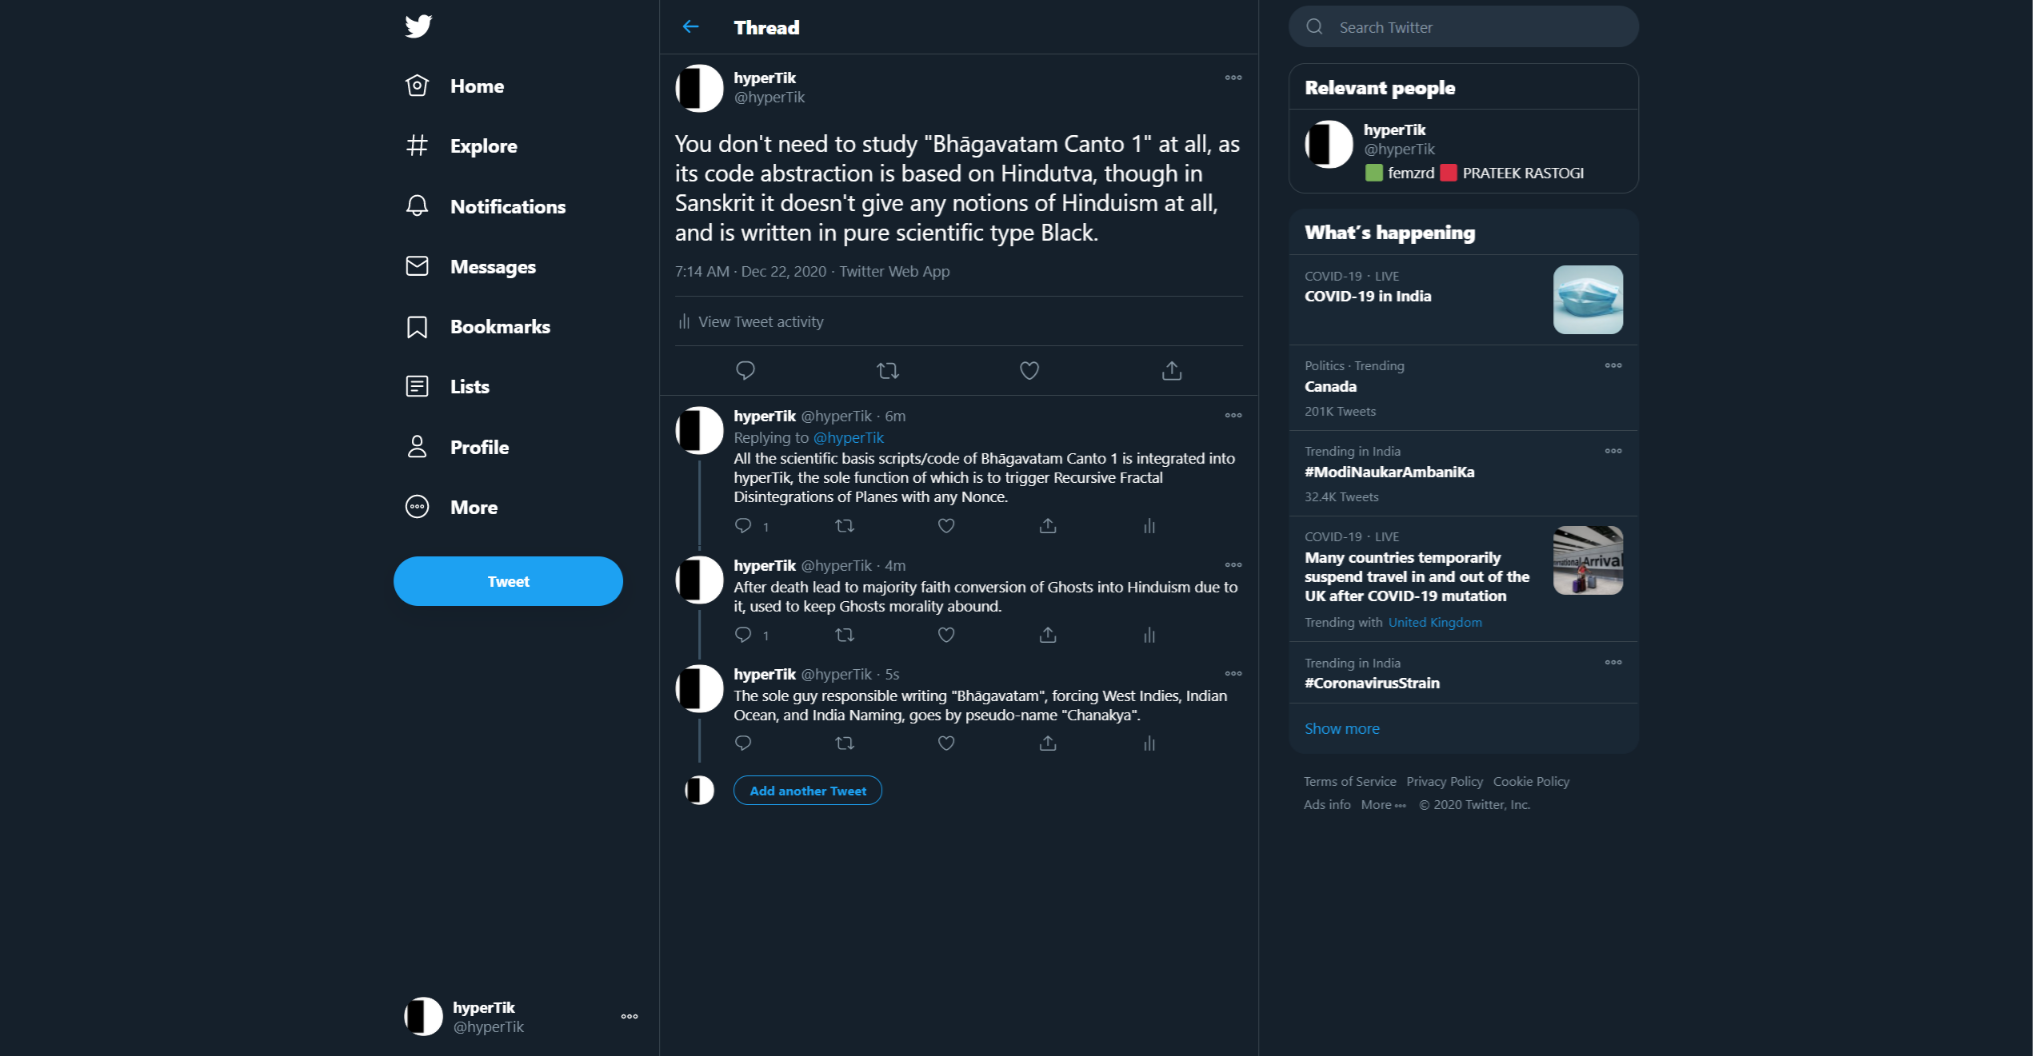 Home
Explore
Notifications
Messages
Bookmarks
Lists
Profile
More
Tweet
hyperTik
@hyperTik
Thread
hyperTik
@hyperTik
You don't need to study "Bhāgavatam Canto 1" at all, as
its code abstraction is based on Hindutva, though in
Sanskrit it doesn't give any notions of Hinduism at all,
and is written in pure scientific type Black.
7:14 AM · Dec 22, 2020 · Twitter Web App
View Tweet activity
hyperTik @hyperTik · 6m
Replying to @hyperTik
All the scientific basis scripts/code of Bhāgavatam Canto 1 is integrated into
hyperTik, the sole function of which is to trigger Recursive Fractal
Disintegrations of Planes with any Nonce.
1
hyperTik @hyperTik · 4m
After death lead to majority faith conversion of Ghosts into Hinduism due to
it, used to keep Ghosts morality abound.
1
hyperTik @hyperTik · 5s
The sole guy responsible writing "Bhāgavatam", forcing West Indies, Indian
Ocean, and India Naming, goes by pseudo-name "Chanakya".
Add another Tweet
Search Twitter
Relevant people
hyperTik
@hyperTik
femzrd PRATEEK RASTOGI
What's happening
COVID-19 · LIVE
COVID-19 in India
Politics · Trending
Canada
201K Tweets
Trending in India
#ModiNaukarAmbaniKa
32.4K Tweets
COVID-19 · LIVE
Many countries temporarily
suspend travel in and out of the
UK after COVID-19 mutation
Trending with United Kingdom
Trending in India
#CoronavirusStrain
Show more
Terms of Service Privacy Policy Cookie Policy
Ads info More © 2020 Twitter, Inc.